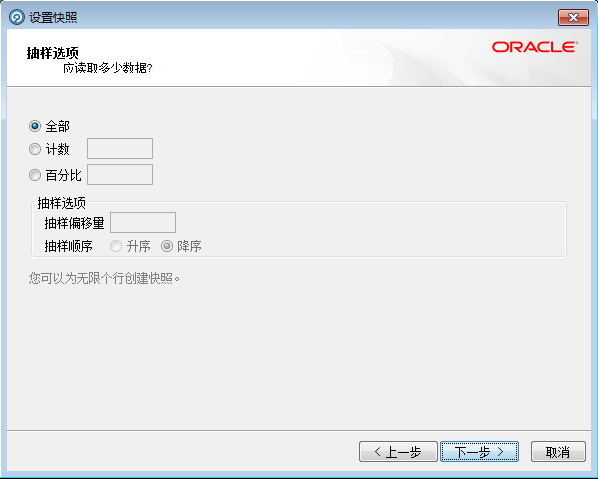 设置快照
ORACLE
抽样选项
应读取多少数据?
全部
计数
百分比
抽样选项
抽样偏移量
抽样顺序 升序 降序
您可以为无限个行创建快照。
< 上一步 下一步 > 取消